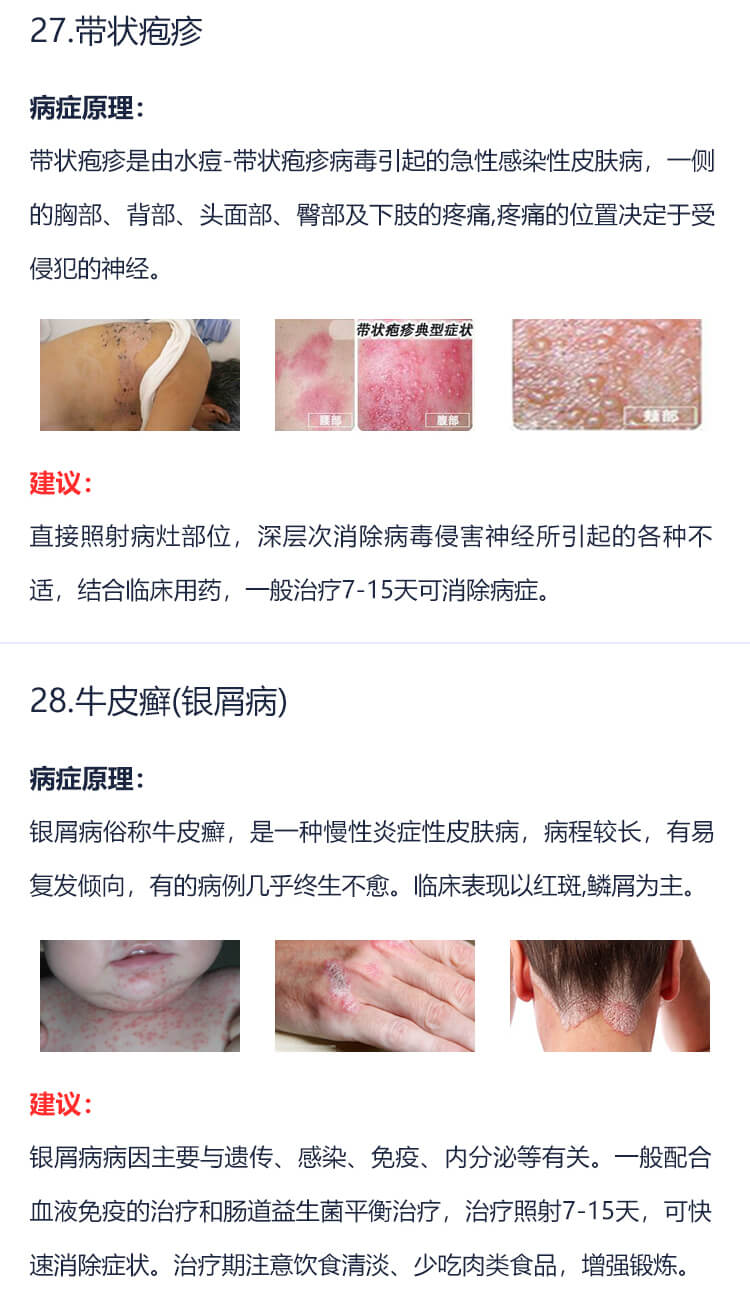 27.带状疱疹
病症原理：
带状疱疹是由水痘-带状疱疹病毒引起的急性感染性皮肤病，一侧
的胸部、背部、头面部、臀部及下肢的疼痛,疼痛的位置决定于受
侵犯的神经。
带状疱疹典型症状
腰部
腹部
颊部
建议：
直接照射病灶部位，深层次消除病毒侵害神经所引起的各种不
适，结合临床用药，一般治疗7-15天可消除病症。
28.牛皮癣(银屑病)
病症原理：
银屑病俗称牛皮癣，是一种慢性炎症性皮肤病，病程较长，有易
复发倾向，有的病例几乎终生不愈。临床表现以红斑,鳞屑为主。
建议：
银屑病病因主要与遗传、感染、免疫、内分泌等有关。一般配合
血液免疫的治疗和肠道益生菌平衡治疗，治疗照射7-15天，可快
速消除症状。治疗期注意饮食清淡、少吃肉类食品，增强锻炼。